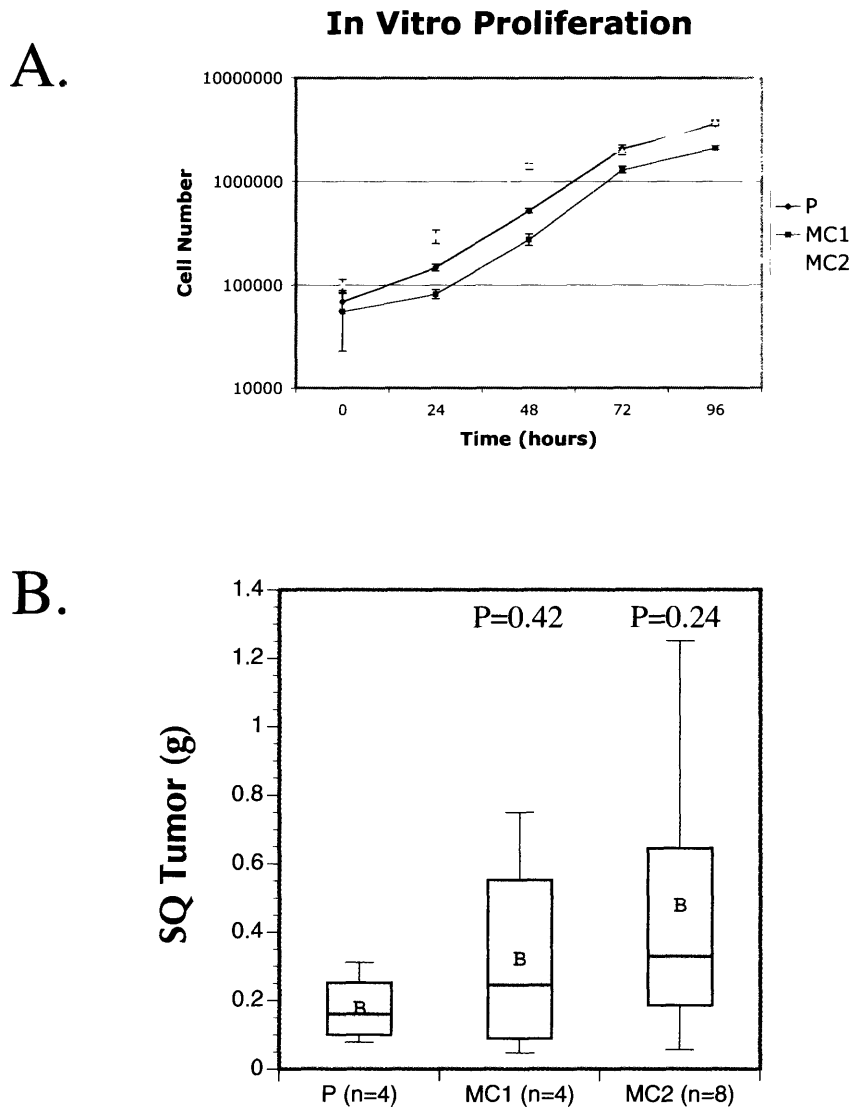 In Vitro Proliferation
A.
10000000
1000000
100000
10000
Cell Number
0 24 48 72 96
Time (hours)
P
MC1
MC2
B.
1.4
1.2
1
0.8
0.6
0.4
0.2
0
SQ Tumor (g)
P=0.42 P=0.24
B B B
P (n=4) MC1 (n=4) MC2 (n=8)